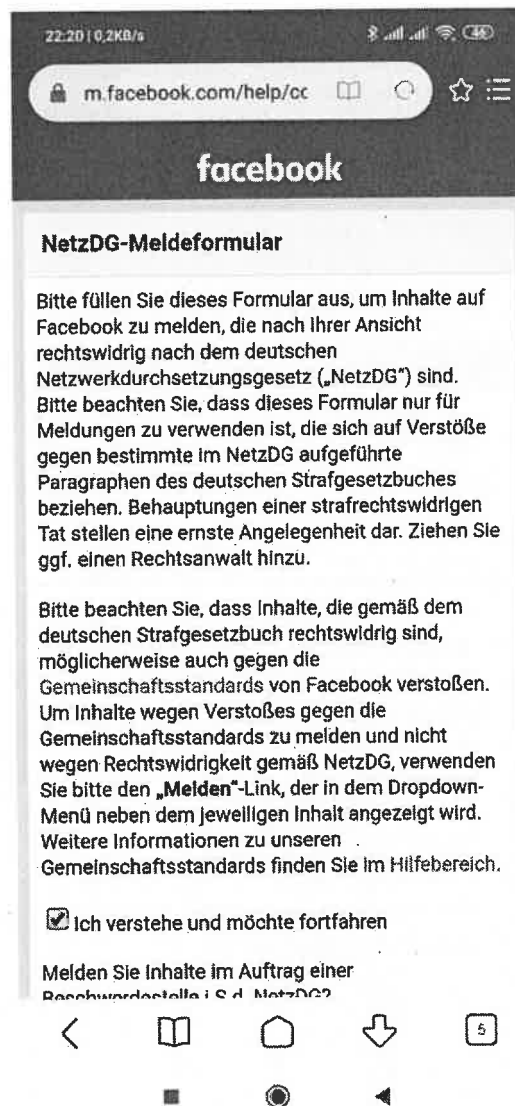 22:20 | 0,2KB/s
46
m.facebook.com/help/cc
facebook
NetzDG-Meldeformular
Bitte füllen Sie dieses Formular aus, um Inhalte auf
Facebook zu melden, die nach Ihrer Ansicht
rechtswidrig nach dem deutschen
Netzwerkdurchsetzungsgesetz („NetzDG“) sind.
Bitte beachten Sie, dass dieses Formular nur für
Meldungen zu verwenden ist, die sich auf Verstöße
gegen bestimmte im NetzDG aufgeführte
Paragraphen des deutschen Strafgesetzbuches
beziehen. Behauptungen einer strafrechtswidrigen
Tat stellen eine ernste Angelegenheit dar. Ziehen Sie
ggf. einen Rechtsanwalt hinzu.
Bitte beachten Sie, dass Inhalte, die gemäß dem
deutschen Strafgesetzbuch rechtswidrig sind,
möglicherweise auch gegen die
Gemeinschaftsstandards von Facebook verstoßen.
Um Inhalte wegen Verstoßes gegen die
Gemeinschaftsstandards zu melden und nicht
wegen Rechtswidrigkeit gemäß NetzDG, verwenden
Sie bitte den „Melden“-Link, der in dem Dropdown-
Menü neben dem jeweiligen Inhalt angezeigt wird.
Weitere Informationen zu unseren
Gemeinschaftsstandards finden Sie im Hilfebereich.
Ich verstehe und möchte fortfahren
Melden Sie Inhalte im Auftrag einer
Beschwerdestelle i.S.d. NetzDG?
5